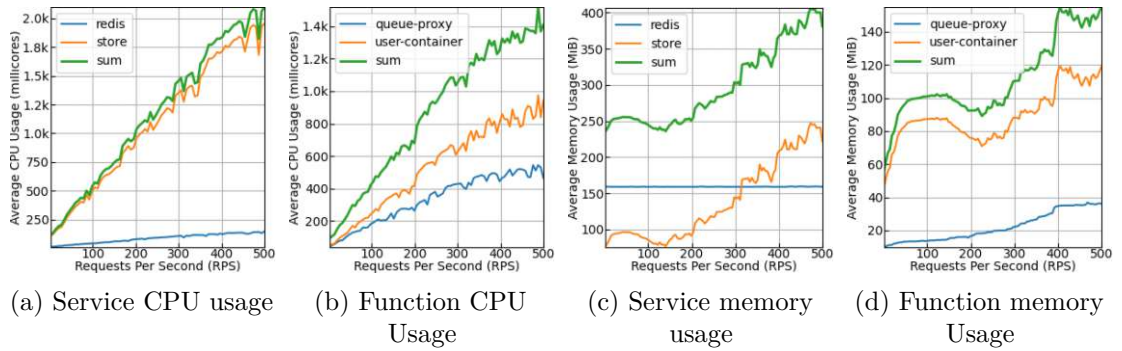 Average CPU Usage (millicores)
2.0k
1.8k
1.5k
1.2k
1.0k
750
500
250
redis
store
sum
100 200 300 400 500
Requests Per Second (RPS)
(a) Service CPU usage
Average CPU Usage (millicores)
1.4k
1.2k
1.0k
800
600
400
200
queue-proxy
user-container
sum
100 200 300 400 500
Requests Per Second (RPS)
(b) Function CPU
Usage
Average Memory Usage (MiB)
400
350
300
250
200
150
100
redis
store
sum
100 200 300 400 500
Requests Per Second (RPS)
(c) Service memory
usage
Average Memory Usage (MiB)
140
120
100
80
60
40
20
queue-proxy
user-container
sum
100 200 300 400 500
Requests Per Second (RPS)
(d) Function memory
Usage